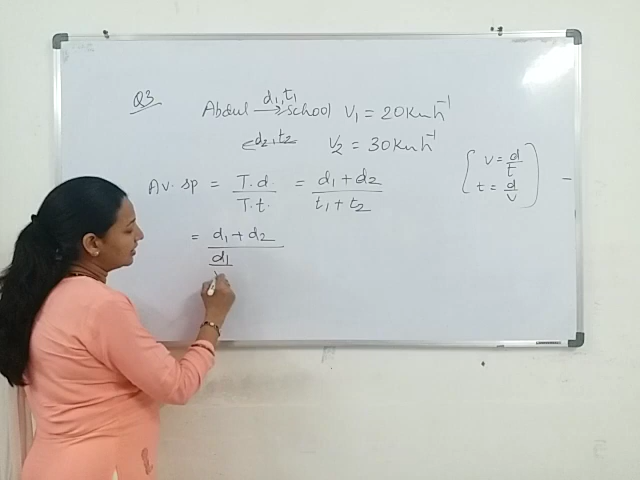 Q3
Abdul d₁,t₁ → School V₁ = 20Kmh⁻¹
← d₂,t₂ V₂ = 30Kmh⁻¹
Av. sp = T.d / T.t. = d₁ + d₂ / t₁ + t₂
[ v = d/t
t = d/v ]
= d₁ + d₂ / d₁